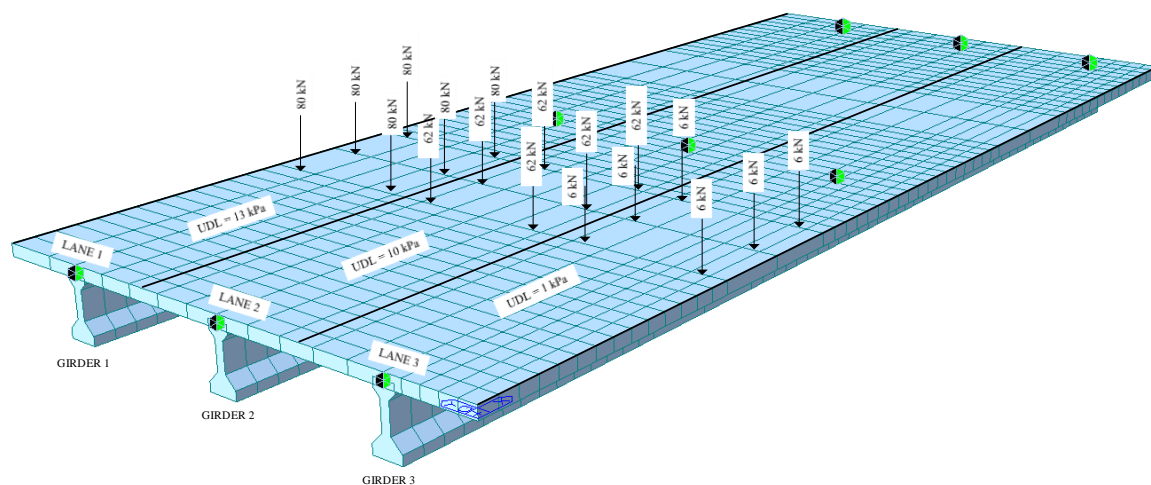 80 kN
80 kN
80 kN
80 kN
80 kN
80 kN
62 kN
62 kN
62 kN
62 kN
62 kN
62 kN
6 kN
6 kN
6 kN
6 kN
6 kN
6 kN
UDL = 13 kPa
UDL = 10 kPa
UDL = 1 kPa
LANE 1
LANE 2
LANE 3
GIRDER 1
GIRDER 2
GIRDER 3